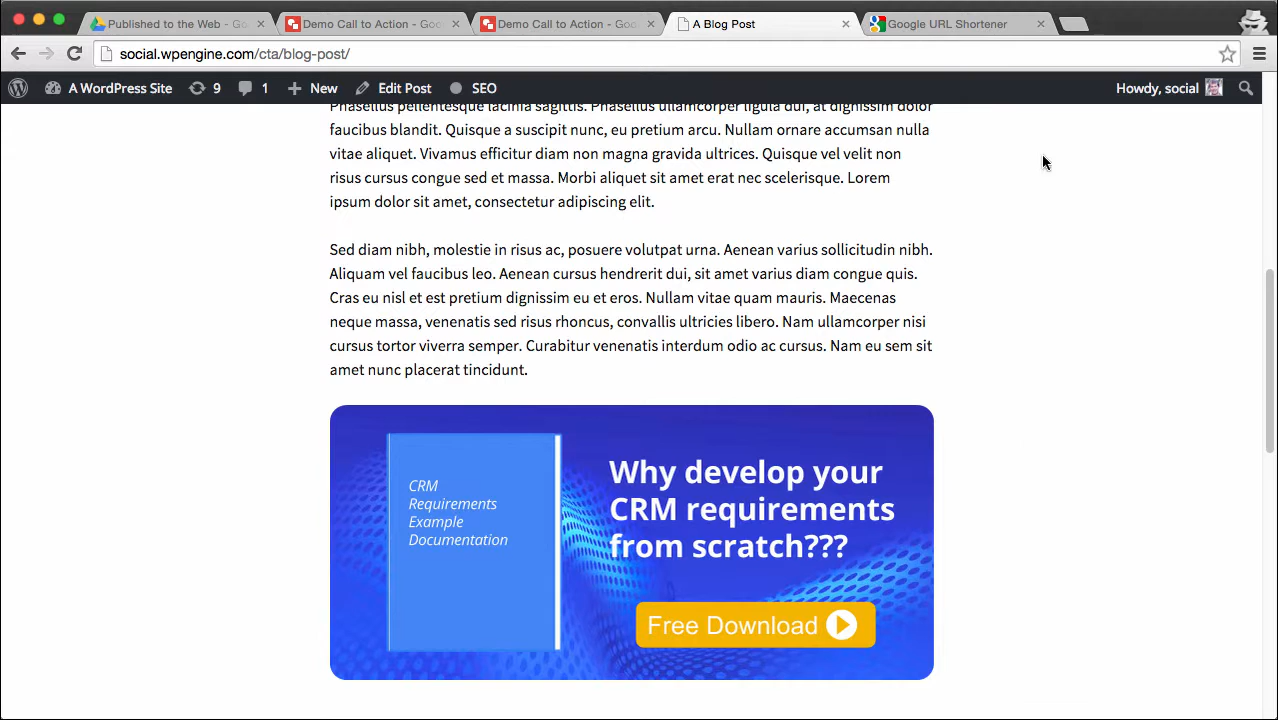 Published to the Web - Go
Demo Call to Action - Goo
Demo Call to Action - Goo
A Blog Post
Google URL Shortener
social.wpengine.com/cta/blog-post/
A WordPress Site 9 1 New Edit Post SEO Howdy, social
Phasellus pellentesque lacinia sagittis. Phasellus ullamcorper ligula dui, at dignissim dolor
faucibus blandit. Quisque a suscipit nunc, eu pretium arcu. Nullam ornare accumsan nulla
vitae aliquet. Vivamus efficitur diam non magna gravida ultrices. Quisque vel velit non
risus cursus congue sed et massa. Morbi aliquet sit amet erat nec scelerisque. Lorem
ipsum dolor sit amet, consectetur adipiscing elit.
Sed diam nibh, molestie in risus ac, posuere volutpat urna. Aenean varius sollicitudin nibh.
Aliquam vel faucibus leo. Aenean cursus hendrerit dui, sit amet varius diam congue quis.
Cras eu nisl et est pretium dignissim eu et eros. Nullam vitae quam mauris. Maecenas
neque massa, venenatis sed risus rhoncus, convallis ultricies libero. Nam ullamcorper nisi
cursus tortor viverra semper. Curabitur venenatis interdum odio ac cursus. Nam eu sem sit
amet nunc placerat tincidunt.
CRM
Requirements
Example
Documentation
Why develop your
CRM requirements
from scratch???
Free Download